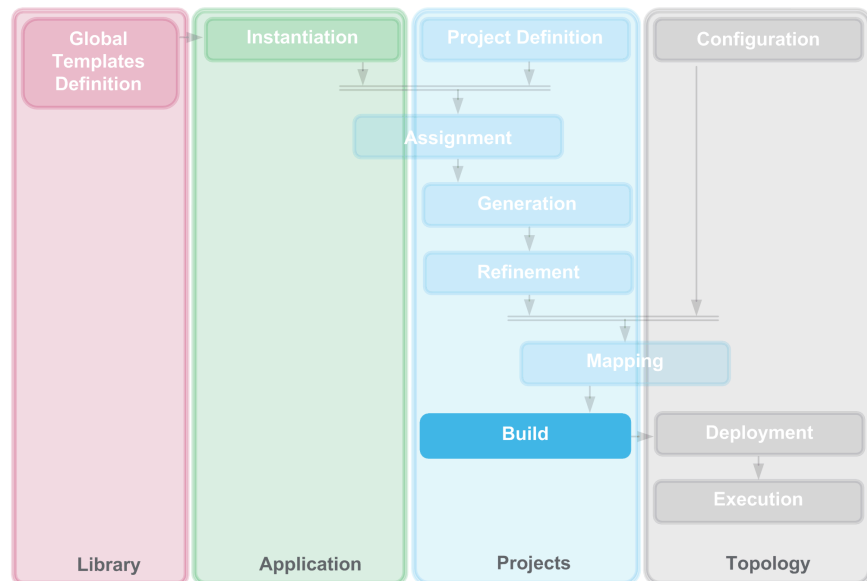 Global
Templates
Definition
Instantiation
Project Definition
Configuration
Assignment
Generation
Refinement
Mapping
Build
Deployment
Execution
Library
Application
Projects
Topology